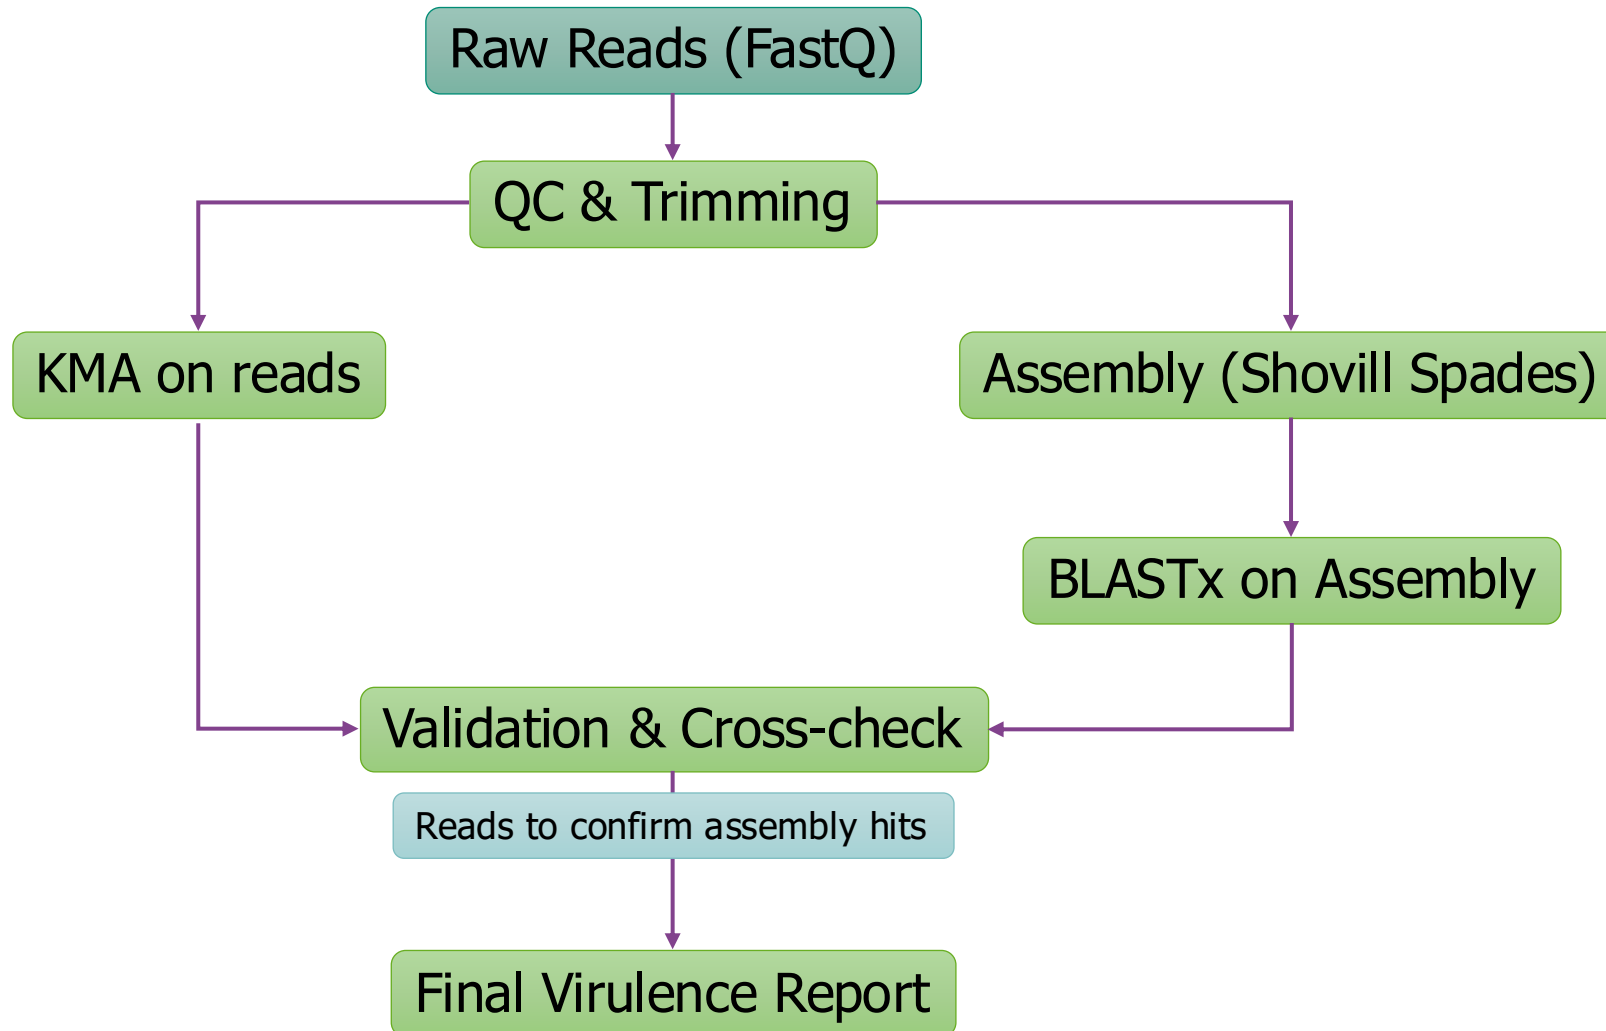 Raw Reads (FastQ)
QC & Trimming
KMA on reads
Assembly (Shovill Spades)
BLASTx on Assembly
Validation & Cross-check
Reads to confirm assembly hits
Final Virulence Report